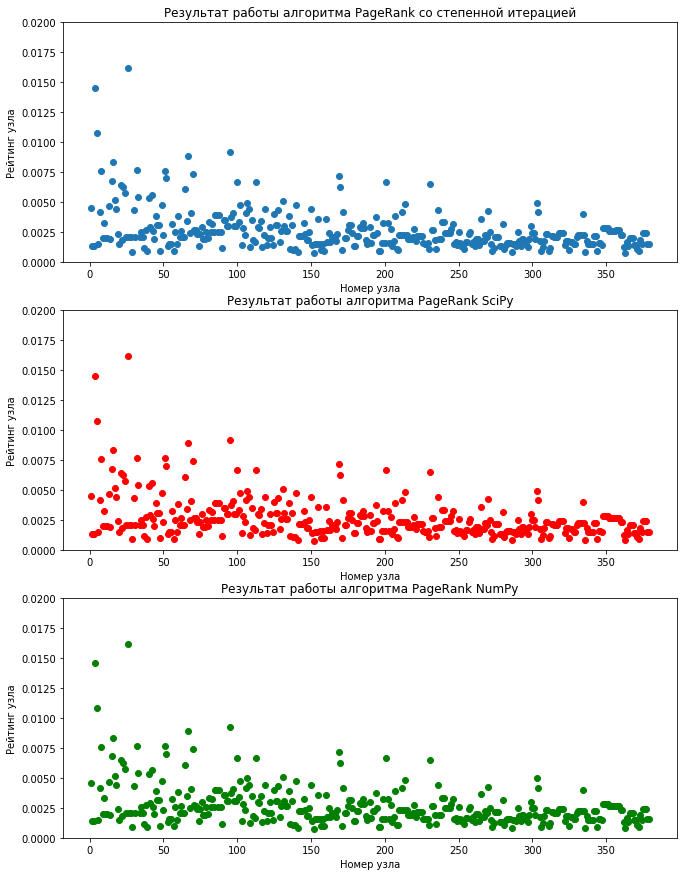 Результат работы алгоритма PageRank со степенной итерацией
0.0200
0.0175
0.0150
0.0125
0.0100
0.0075
0.0050
0.0025
0.0000
Рейтинг узла
0 50 100 150 200 250 300 350
Номер узла
Результат работы алгоритма PageRank SciPy
0.0200
0.0175
0.0150
0.0125
0.0100
0.0075
0.0050
0.0025
0.0000
Рейтинг узла
0 50 100 150 200 250 300 350
Номер узла
Результат работы алгоритма PageRank NumPy
0.0200
0.0175
0.0150
0.0125
0.0100
0.0075
0.0050
0.0025
0.0000
Рейтинг узла
0 50 100 150 200 250 300 350
Номер узла